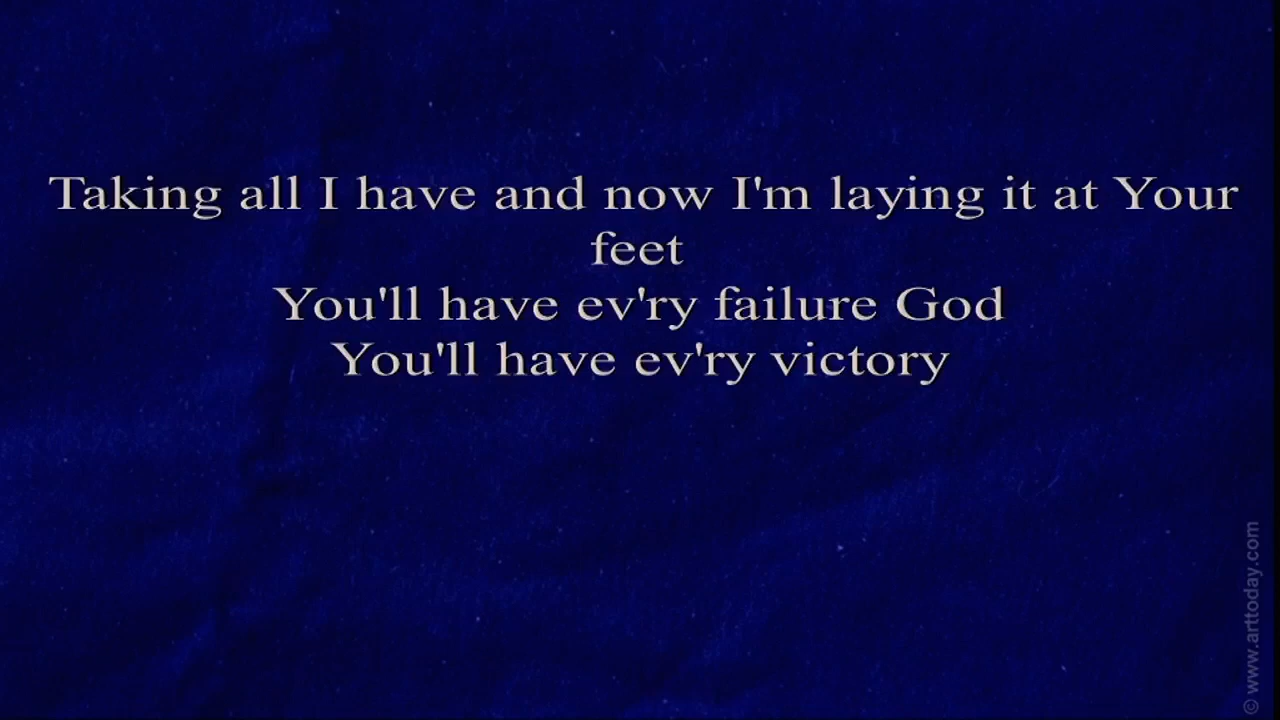 Taking all I have and now I'm laying it at Your
feet
You'll have ev'ry failure God
You'll have ev'ry victory
© www.arttoday.com